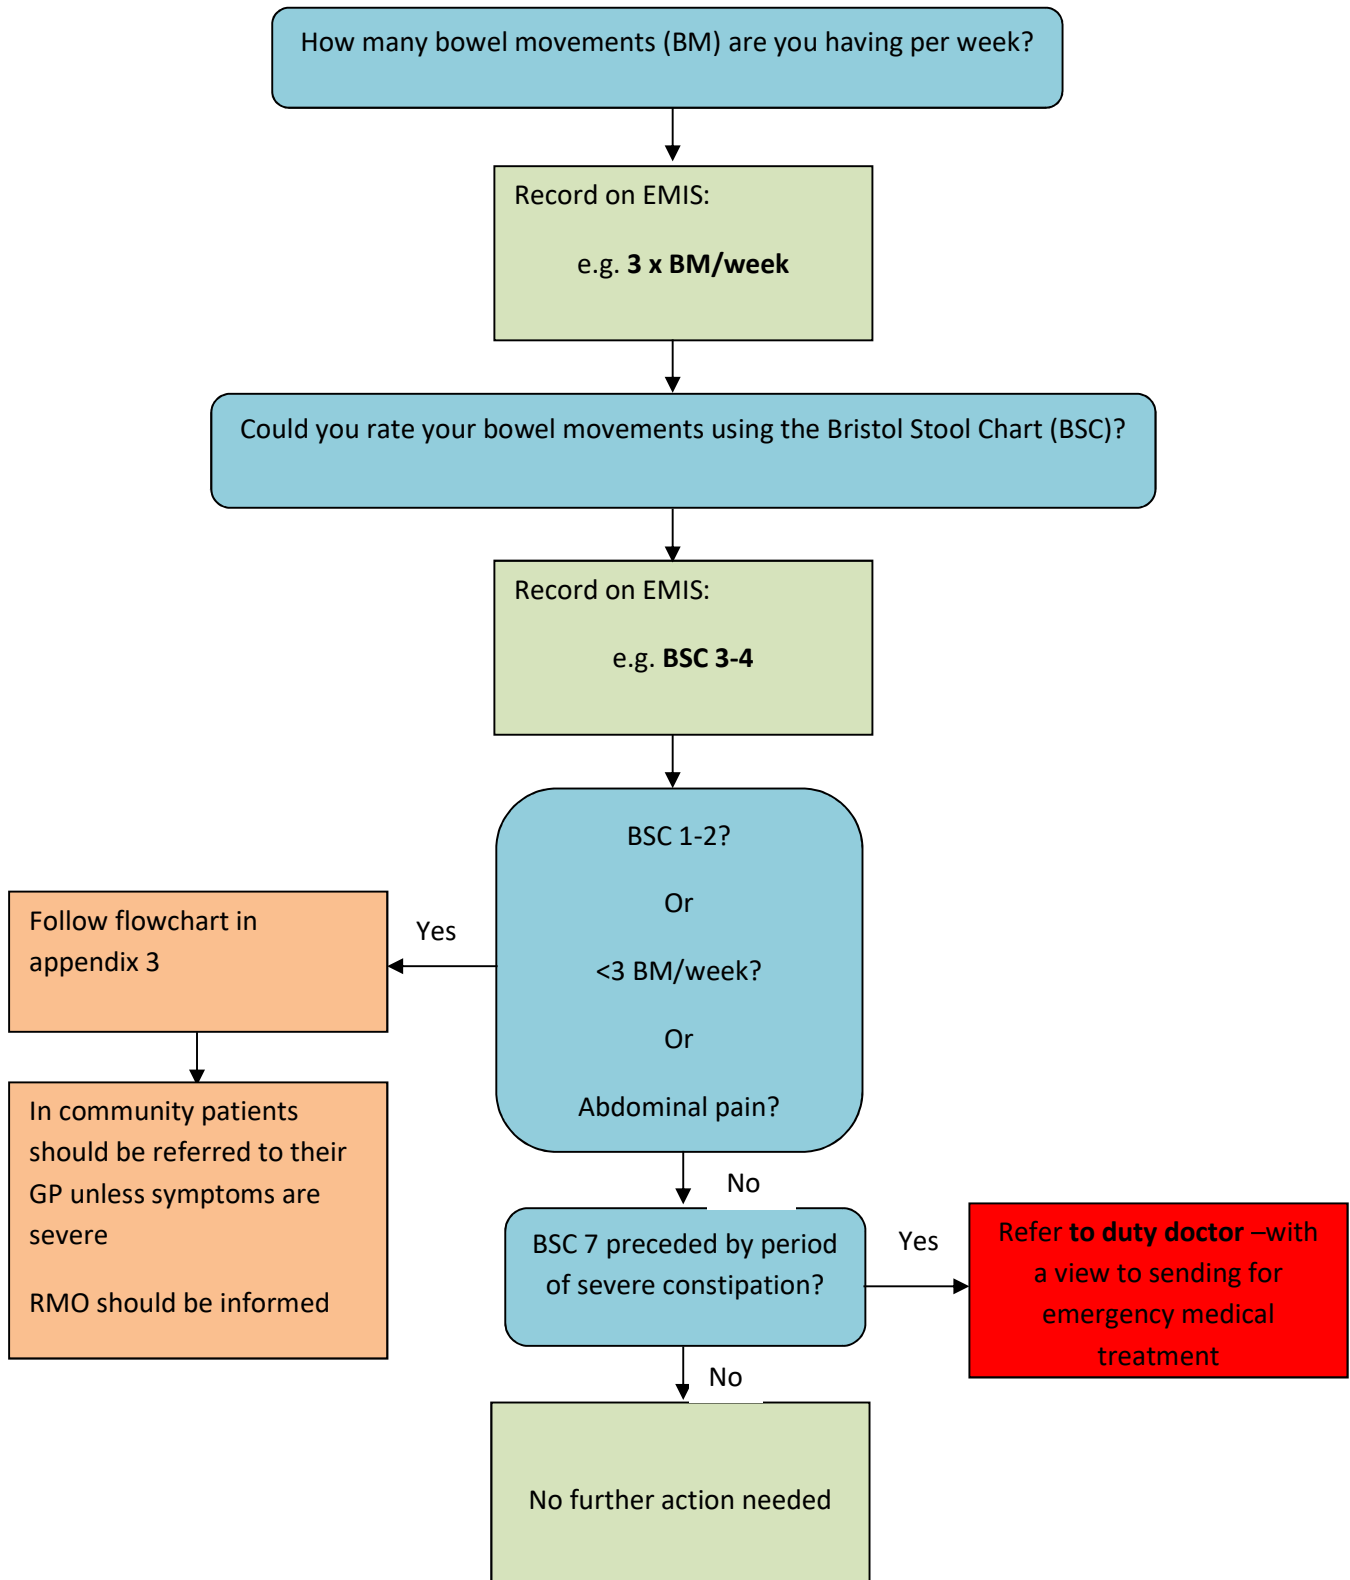 How many bowel movements (BM) are you having per week?
Record on EMIS:
e.g. 3 x BM/week
Could you rate your bowel movements using the Bristol Stool Chart (BSC)?
Record on EMIS:
e.g. BSC 3-4
BSC 1-2?
Or
<3 BM/week?
Or
Abdominal pain?
Yes
Follow flowchart in
appendix 3
In community patients
should be referred to their
GP unless symptoms are
severe
RMO should be informed
No
BSC 7 preceded by period
of severe constipation?
Yes
Refer to duty doctor –with
a view to sending for
emergency medical
treatment
No
No further action needed